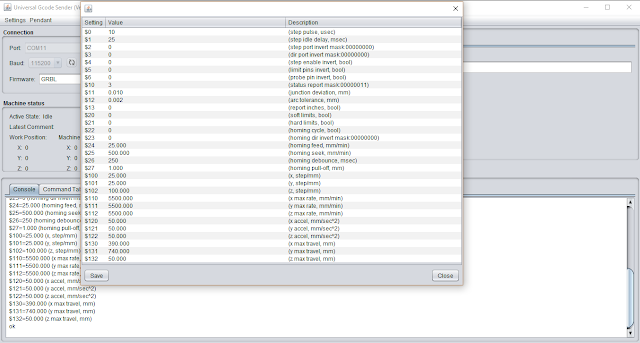 Universal Gcode Sender
Settings Pendant
Connection
Port: COM11
Baud: 115200
Firmware: GRBL
Machine status
Active State: Idle
Latest Comment:
Work Position: Machine
X: 0 X: 0
Y: 0 Y: 0
Z: 0 Z: 0
Setting Value Description
$0 10 (step pulse, usec)
$1 25 (step idle delay, msec)
$2 0 (step port invert mask:00000000)
$3 0 (dir port invert mask:00000000)
$4 0 (step enable invert, bool)
$5 0 (limit pins invert, bool)
$6 0 (probe pin invert, bool)
$10 3 (status report mask:00000011)
$11 0.010 (junction deviation, mm)
$12 0.002 (arc tolerance, mm)
$13 0 (report inches, bool)
$20 0 (soft limits, bool)
$21 0 (hard limits, bool)
$22 0 (homing cycle, bool)
$23 0 (homing dir invert mask:00000000)
$24 25.000 (homing feed, mm/min)
$25 500.000 (homing seek, mm/min)
$26 250 (homing debounce, msec)
$27 1.000 (homing pull-off, mm)
$100 25.000 (x, step/mm)
$101 25.000 (y, step/mm)
$102 100.000 (z, step/mm)
$110 5500.000 (x max rate, mm/min)
$111 5500.000 (y max rate, mm/min)
$112 5500.000 (z max rate, mm/min)
$120 50.000 (x accel, mm/sec^2)
$121 50.000 (y accel, mm/sec^2)
$122 50.000 (z accel, mm/sec^2)
$130 390.000 (x max travel, mm)
$131 740.000 (y max travel, mm)
$132 50.000 (z max travel, mm)
Save Close
Console Command Tab
$24=25.000 (homing feed, m
$25=500.000 (homing seek, m
$26=250 (homing debounc
$27=1.000 (homing pull-off,
$100=25.000 (x, step/mm)
$101=25.000 (y, step/mm)
$102=100.000 (z, step/mm)
$110=5500.000 (x max rate,
$111=5500.000 (y max rate,
$112=5500.000 (z max rate,
$120=50.000 (x accel, mm/sec^2)
$121=50.000 (y accel, mm/sec^2)
$122=50.000 (z accel, mm/sec^2)
$130=390.000 (x max travel, mm)
$131=740.000 (y max travel, mm)
$132=50.000 (z max travel, mm)
ok